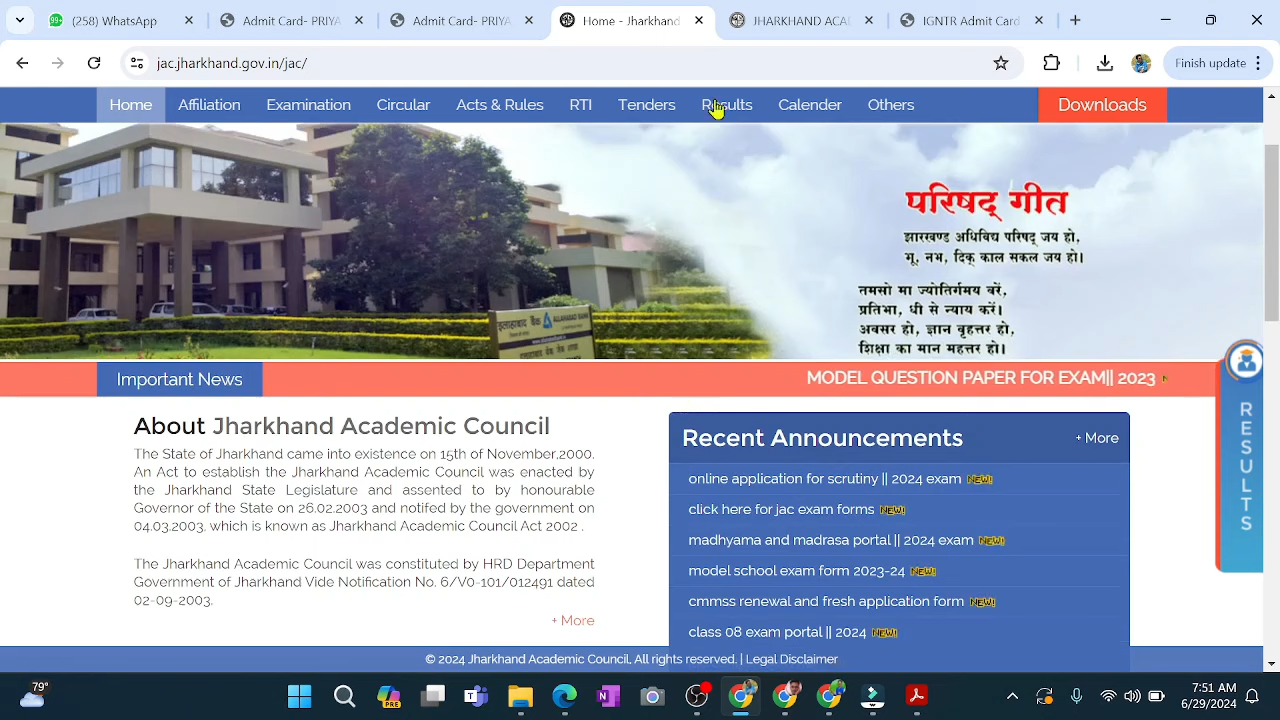 99+
Admit Card- PRIYA
Admit Card- PRIYA
Home - Jharkhand
JHARKHAND ACA
IGNTR Admit Card
jac.jharkhand.gov.in/jac/
Finish update
Home
Affiliation
Examination
Circular
Acts & Rules
RTI
Tenders
Results
Calender
Others
Downloads
परिषद् गीत
झारखण्ड अधिविद्य परिषद् जय हो,
भू, नभ, दिक् काल सकल जय हो।
तमसो मा ज्योतिर्गमय वरें,
प्रतिभा, धी से न्याय करें।
अवसर हो, ज्ञान वृहत्तर हो,
शिक्षा का मान महत्तर हो।
इलाहाबाद बैंक
ALLAHABAD BANK
Important News
MODEL QUESTION PAPER FOR EXAM|| 2023
About Jharkhand Academic Council
The State of Jharkhand came into existence on 15th of November,2000.
An Act to establish the Jharkhand Academic Council was enacted by
the Jharkhand State Legislature and assented to by honourable
Governor of the State on 26.02.2003 and notifed by the government on
04.03.2003, which is known as Jharkhand Academic Council Act 2002 .
The Jharkhand Academic Council was constituted by HRD Department
Government of Jharkhand Vide Notification No. 6/V0-101/012491 dated
02-09-2003.
+ More
Recent Announcements
+ More
online application for scrutiny || 2024 exam NEW!
click here for jac exam forms NEW!
madhyama and madrasa portal || 2024 exam NEW!
model school exam form 2023-24 NEW!
cmmss renewal and fresh application form NEW!
class 08 exam portal || 2024 NEW!
RESULTS
© 2024 Jharkhand Academic Council, All rights reserved. | Legal Disclaimer
79°
PRE
7:51 AM
6/29/2024